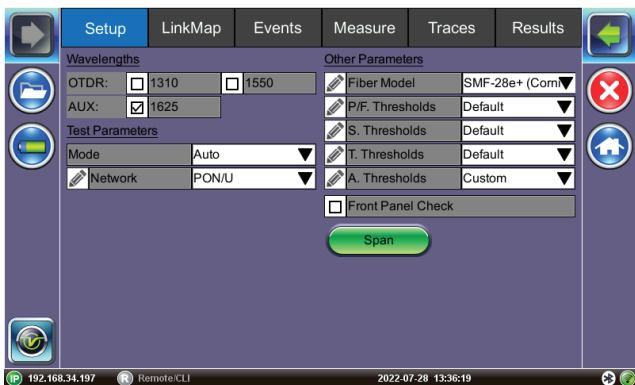 Setup LinkMap Events Measure Traces Results
Wavelengths
OTDR: 1310 1550
AUX: 1625
Test Parameters
Mode Auto
Network PON/U
Other Parameters
Fiber Model SMF-28e+ (Corni
P/F. Thresholds Default
S. Thresholds Default
T. Thresholds Default
A. Thresholds Custom
Front Panel Check
Span
IP 192.168.34.197 R Remote/CLI 2022-07-28 13:36:19